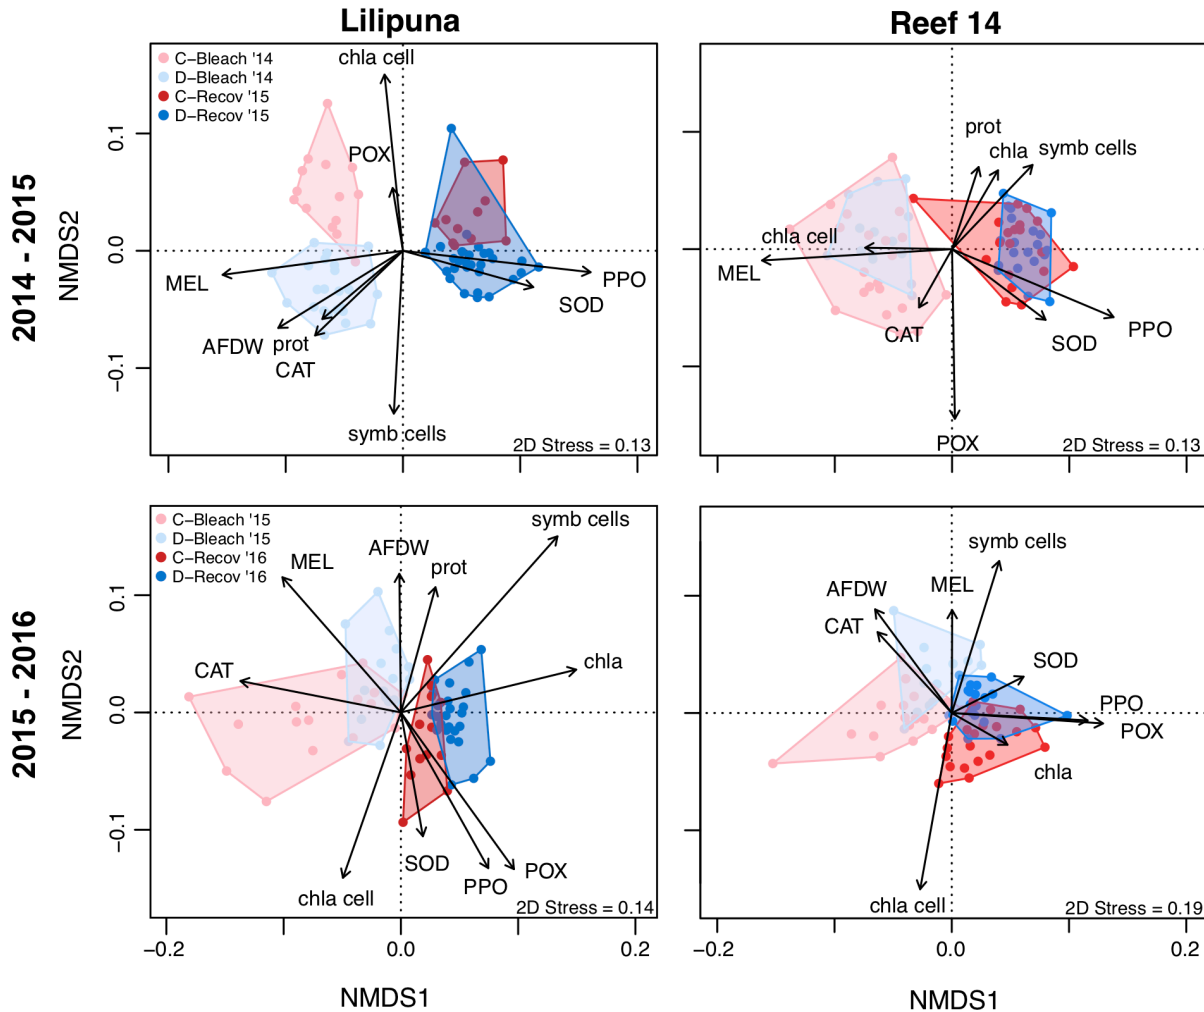 Lilipuna
Reef 14
2014 - 2015
NMDS2
0.1
0.0
−0.1
C−Bleach '14
D−Bleach '14
C−Recov '15
D−Recov '15
chla cell
POX
MEL
AFDW
prot
CAT
symb cells
PPO
SOD
2D Stress = 0.13
prot
chla
symb cells
chla cell
MEL
CAT
POX
SOD
PPO
2D Stress = 0.13
2015 - 2016
NMDS2
0.1
0.0
−0.1
C−Bleach '15
D−Bleach '15
C−Recov '16
D−Recov '16
symb cells
MEL
AFDW
prot
CAT
chla
SOD
PPO
POX
chla cell
2D Stress = 0.14
symb cells
AFDW
MEL
CAT
SOD
PPO
POX
chla
chla cell
2D Stress = 0.19
−0.2
0.0
0.2
−0.2
0.0
0.2
NMDS1
NMDS1